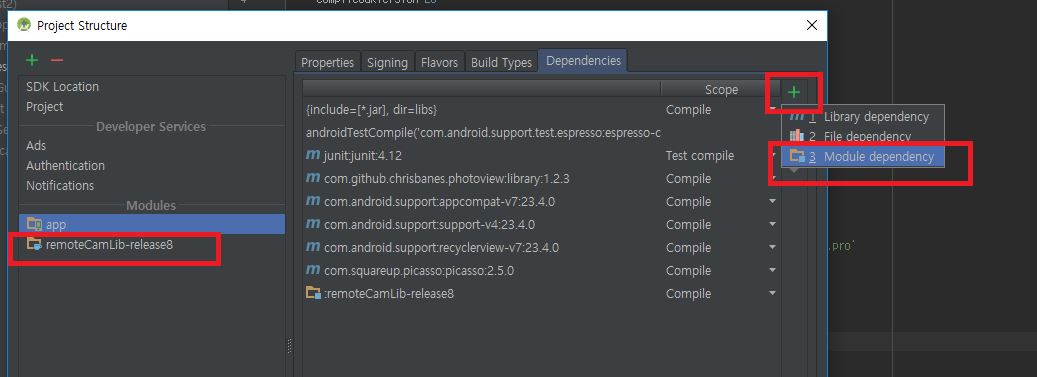 Project Structure
Properties Signing Flavors Build Types Dependencies
SDK Location
Project
Developer Services
Ads
Authentication
Notifications
Modules
app
remoteCamLib-release8
Scope
{include=[*.jar], dir=libs} Compile
androidTestCompile('com.android.support.test.espresso:espresso-c
junit:junit:4.12 Test compile
com.github.chrisbanes.photoview:library:1.2.3 Compile
com.android.support:appcompat-v7:23.4.0 Compile
com.android.support:support-v4:23.4.0 Compile
com.android.support:recyclerview-v7:23.4.0 Compile
com.squareup.picasso:picasso:2.5.0 Compile
:remoteCamLib-release8 Compile
1 Library dependency
2 File dependency
3 Module dependency
.pro'